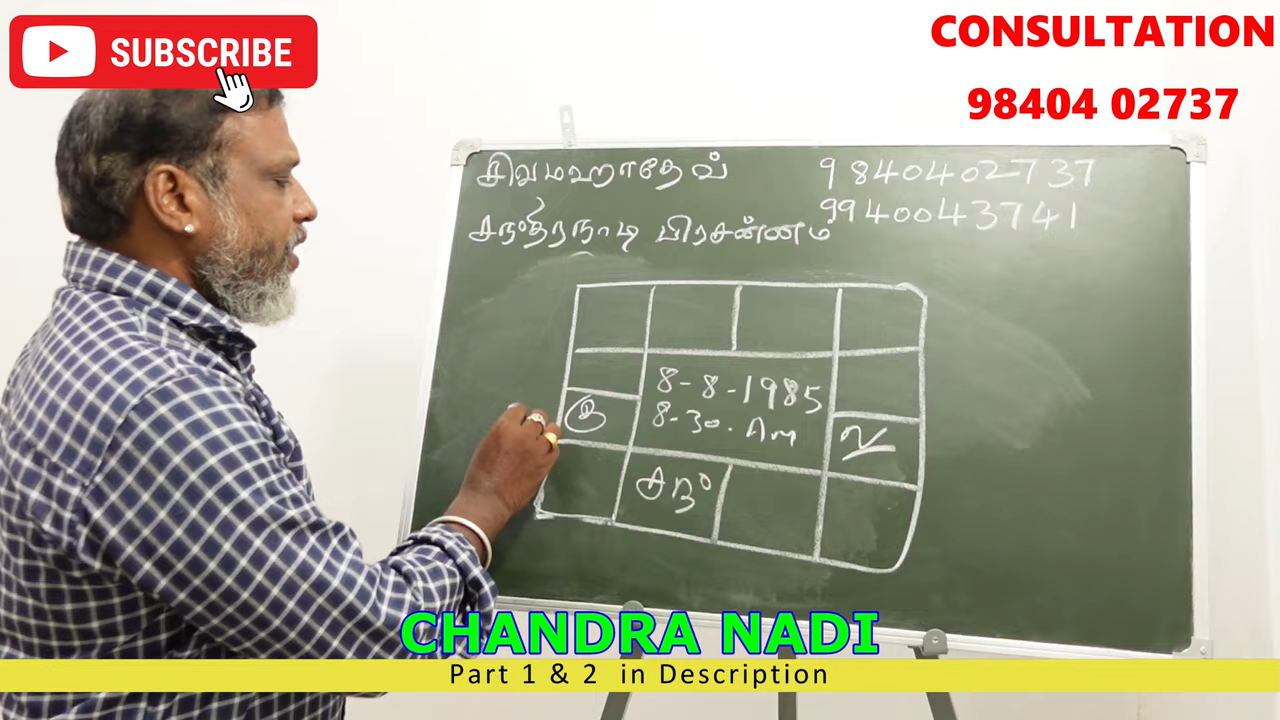 SUBSCRIBE
CONSULTATION
98404 02737
சிவமஹாதேவ் 9840402737
சந்திரநாடி பிரசன்னம் 9940043741
8-8-1985
8-30. Am
கு
சந்
CHANDRA NADI
Part 1 & 2 in Description